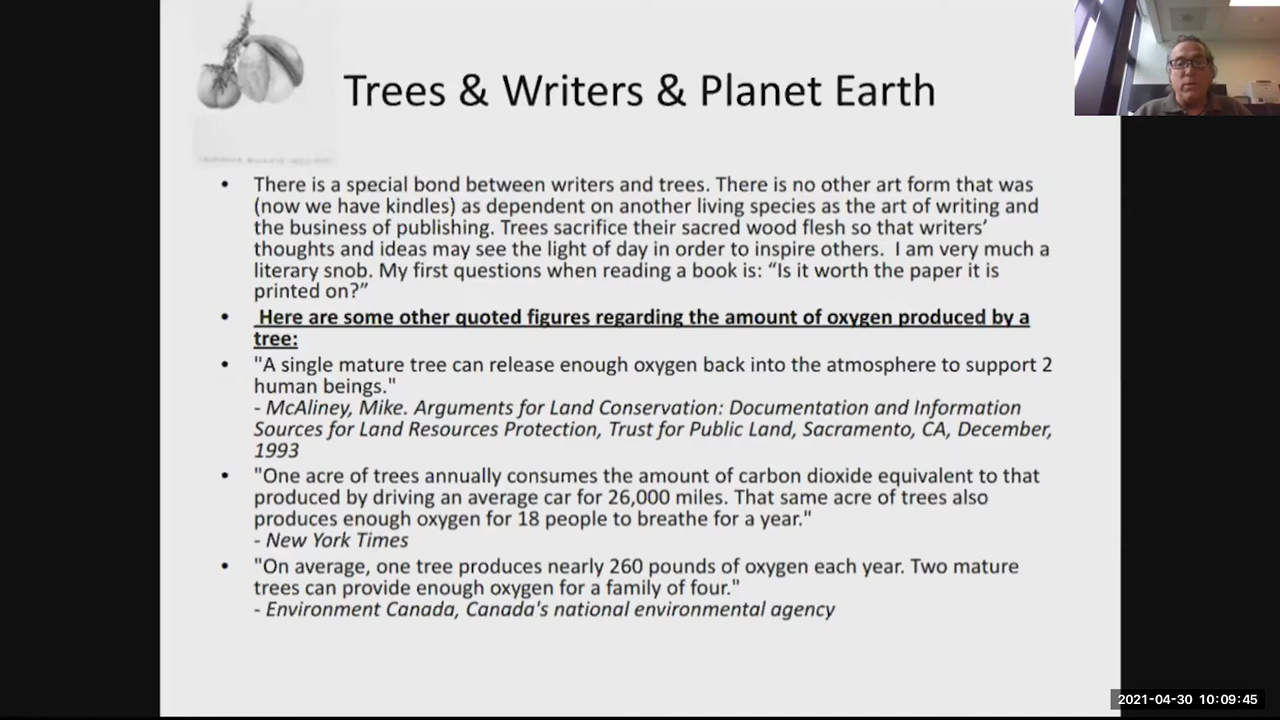 Trees & Writers & Planet Earth
• There is a special bond between writers and trees. There is no other art form that was
(now we have kindles) as dependent on another living species as the art of writing and
the business of publishing. Trees sacrifice their sacred wood flesh so that writers’
thoughts and ideas may see the light of day in order to inspire others.  I am very much a
literary snob. My first questions when reading a book is: “Is it worth the paper it is
printed on?”
• Here are some other quoted figures regarding the amount of oxygen produced by a
tree:
• "A single mature tree can release enough oxygen back into the atmosphere to support 2
human beings."
- McAliney, Mike. Arguments for Land Conservation: Documentation and Information
Sources for Land Resources Protection, Trust for Public Land, Sacramento, CA, December,
1993
• "One acre of trees annually consumes the amount of carbon dioxide equivalent to that
produced by driving an average car for 26,000 miles. That same acre of trees also
produces enough oxygen for 18 people to breathe for a year."
- New York Times
• "On average, one tree produces nearly 260 pounds of oxygen each year. Two mature
trees can provide enough oxygen for a family of four."
- Environment Canada, Canada's national environmental agency
2021-04-30 10:09:45